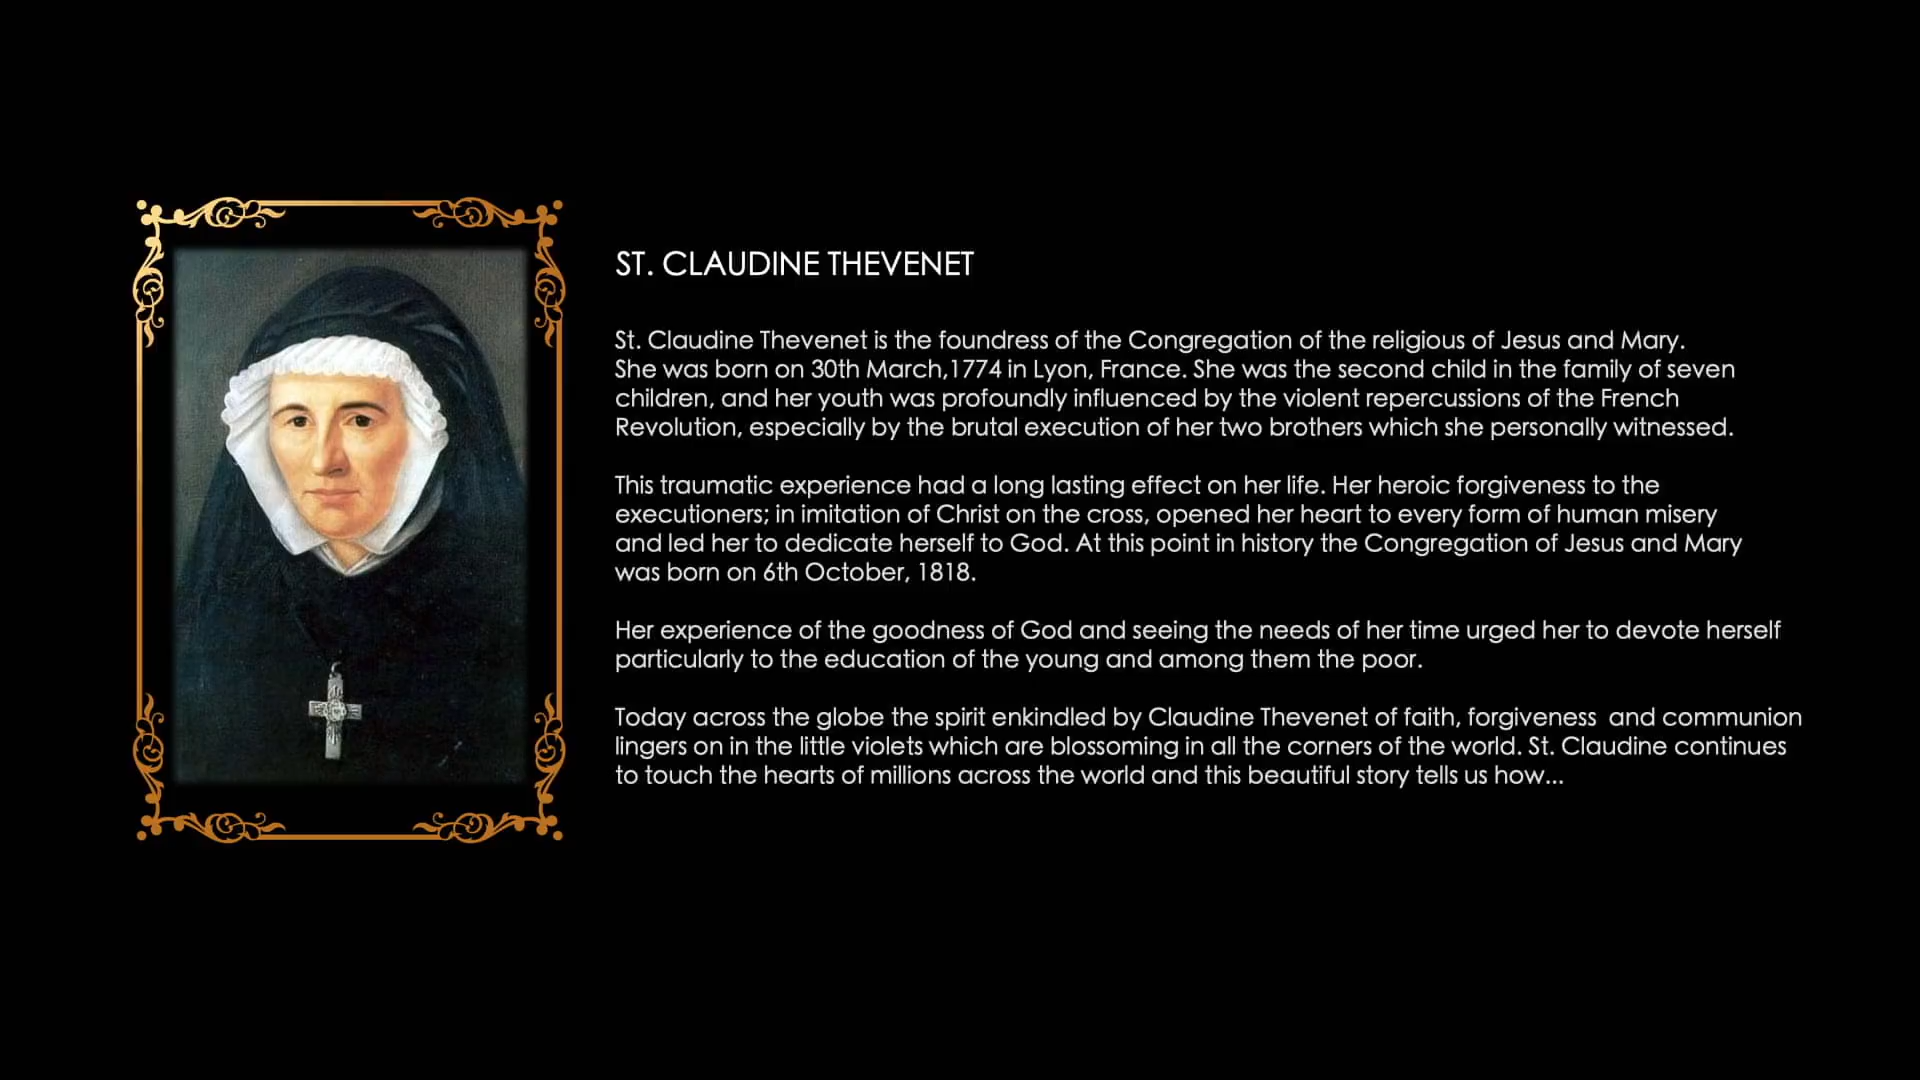 ST. CLAUDINE THEVENET
St. Claudine Thevenet is the foundress of the Congregation of the religious of Jesus and Mary.
She was born on 30th March,1774 in Lyon, France. She was the second child in the family of seven
children, and her youth was profoundly influenced by the violent repercussions of the French
Revolution, especially by the brutal execution of her two brothers which she personally witnessed.
This traumatic experience had a long lasting effect on her life. Her heroic forgiveness to the
executioners; in imitation of Christ on the cross, opened her heart to every form of human misery
and led her to dedicate herself to God. At this point in history the Congregation of Jesus and Mary
was born on 6th October, 1818.
Her experience of the goodness of God and seeing the needs of her time urged her to devote herself
particularly to the education of the young and among them the poor.
Today across the globe the spirit enkindled by Claudine Thevenet of faith, forgiveness  and communion
lingers on in the little violets which are blossoming in all the corners of the world. St. Claudine continues
to touch the hearts of millions across the world and this beautiful story tells us how...